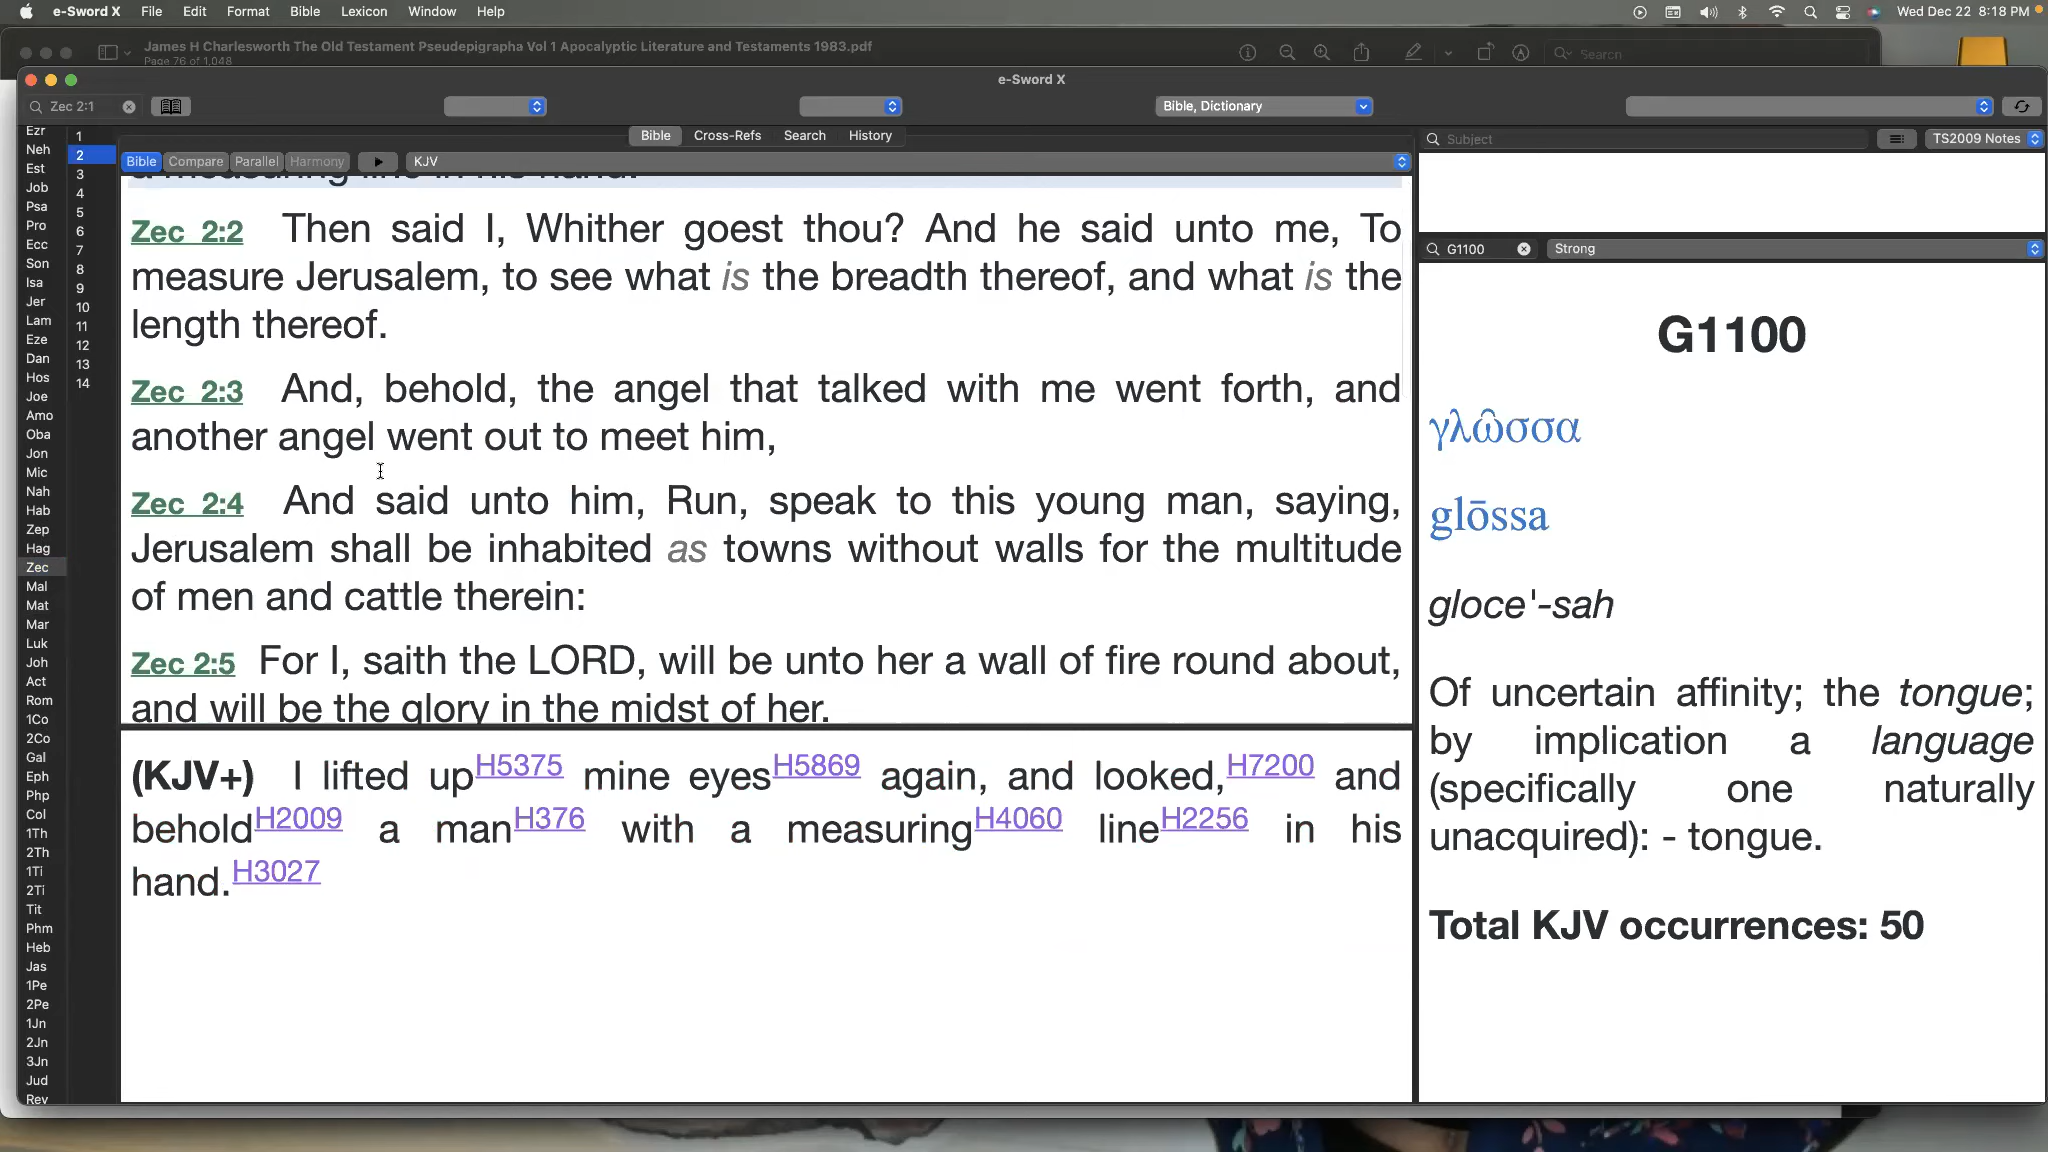 e-Sword X File Edit Format Bible Lexicon Window Help
Wed Dec 22 8:18 PM
James H Charlesworth The Old Testament Pseudepigrapha Vol 1 Apocalyptic Literature and Testaments 1983.pdf
Page 76 of 1,048
Search
e-Sword X
Zec 2:1
Bible, Dictionary
Bible Cross-Refs Search History
Bible Compare Parallel Harmony KJV
Ezr
Neh
Est
Job
Psa
Pro
Ecc
Son
Isa
Jer
Lam
Eze
Dan
Hos
Joe
Amo
Oba
Jon
Mic
Nah
Hab
Zep
Hag
Zec
Mal
Mat
Mar
Luk
Joh
Act
Rom
1Co
2Co
Gal
Eph
Php
Col
1Th
2Th
1Ti
2Ti
Tit
Phm
Heb
Jas
1Pe
2Pe
1Jn
2Jn
3Jn
Jud
Rev
1
2
3
4
5
6
7
8
9
10
11
12
13
14
a measuring line in his hand.
Zec 2:2 Then said I, Whither goest thou? And he said unto me, To
measure Jerusalem, to see what is the breadth thereof, and what is the
length thereof.
Zec 2:3 And, behold, the angel that talked with me went forth, and
another angel went out to meet him,
Zec 2:4 And said unto him, Run, speak to this young man, saying,
Jerusalem shall be inhabited as towns without walls for the multitude
of men and cattle therein:
Zec 2:5 For I, saith the LORD, will be unto her a wall of fire round about,
and will be the glory in the midst of her.
(KJV+) I lifted upH5375 mine eyesH5869 again, and looked,H7200 and
beholdH2009 a manH376 with a measuringH4060 lineH2256 in his
hand.H3027
Subject
TS2009 Notes
G1100
Strong
G1100
γλῶσσα
glōssa
gloce'-sah
Of uncertain affinity; the tongue;
by implication a language
(specifically one naturally
unacquired): - tongue.
Total KJV occurrences: 50